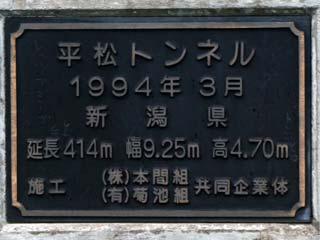 平松トンネル
1994年 3月
新潟県
延長414m 幅9.25m 高4.70m
施工 (株)本間組 共同企業体
(有)菊池組